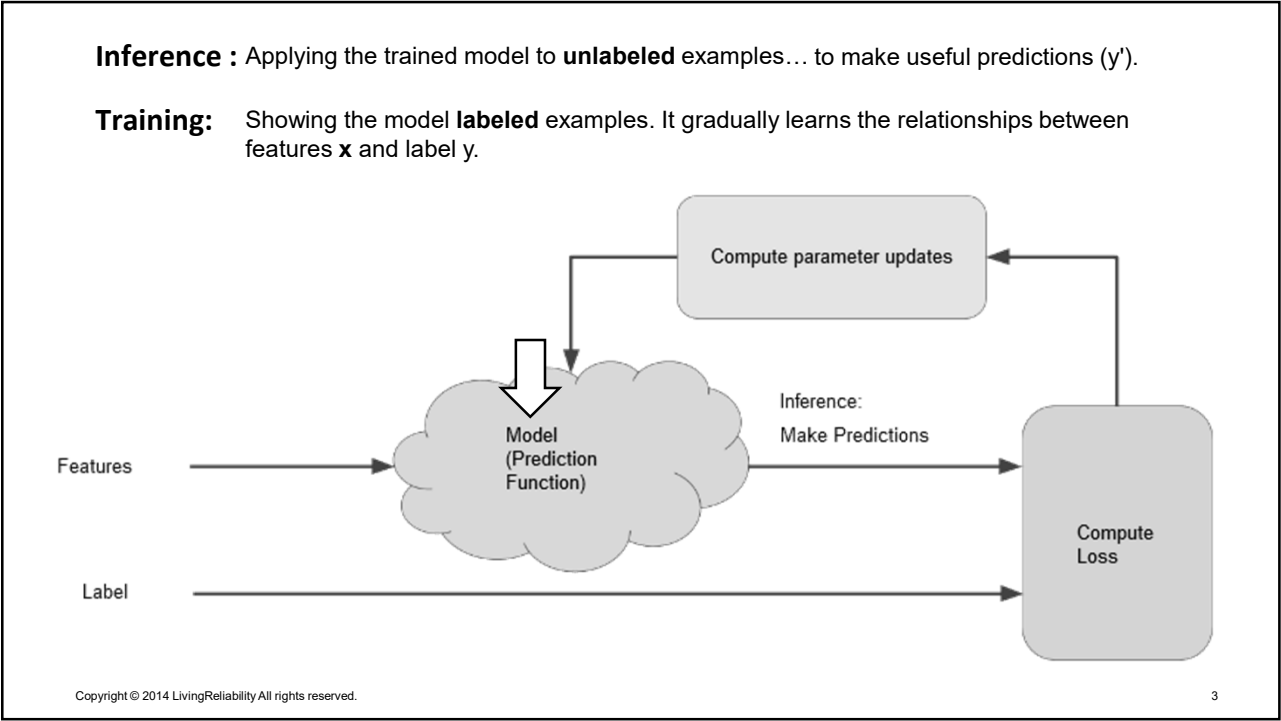 Inference : Applying the trained model to unlabeled examples… to make useful predictions (y').
Training: Showing the model labeled examples. It gradually learns the relationships between
features x and label y.
Compute parameter updates
Inference:
Make Predictions
Model
(Prediction
Function)
Features
Compute
Loss
Label
Copyright © 2014 LivingReliability All rights reserved.
3